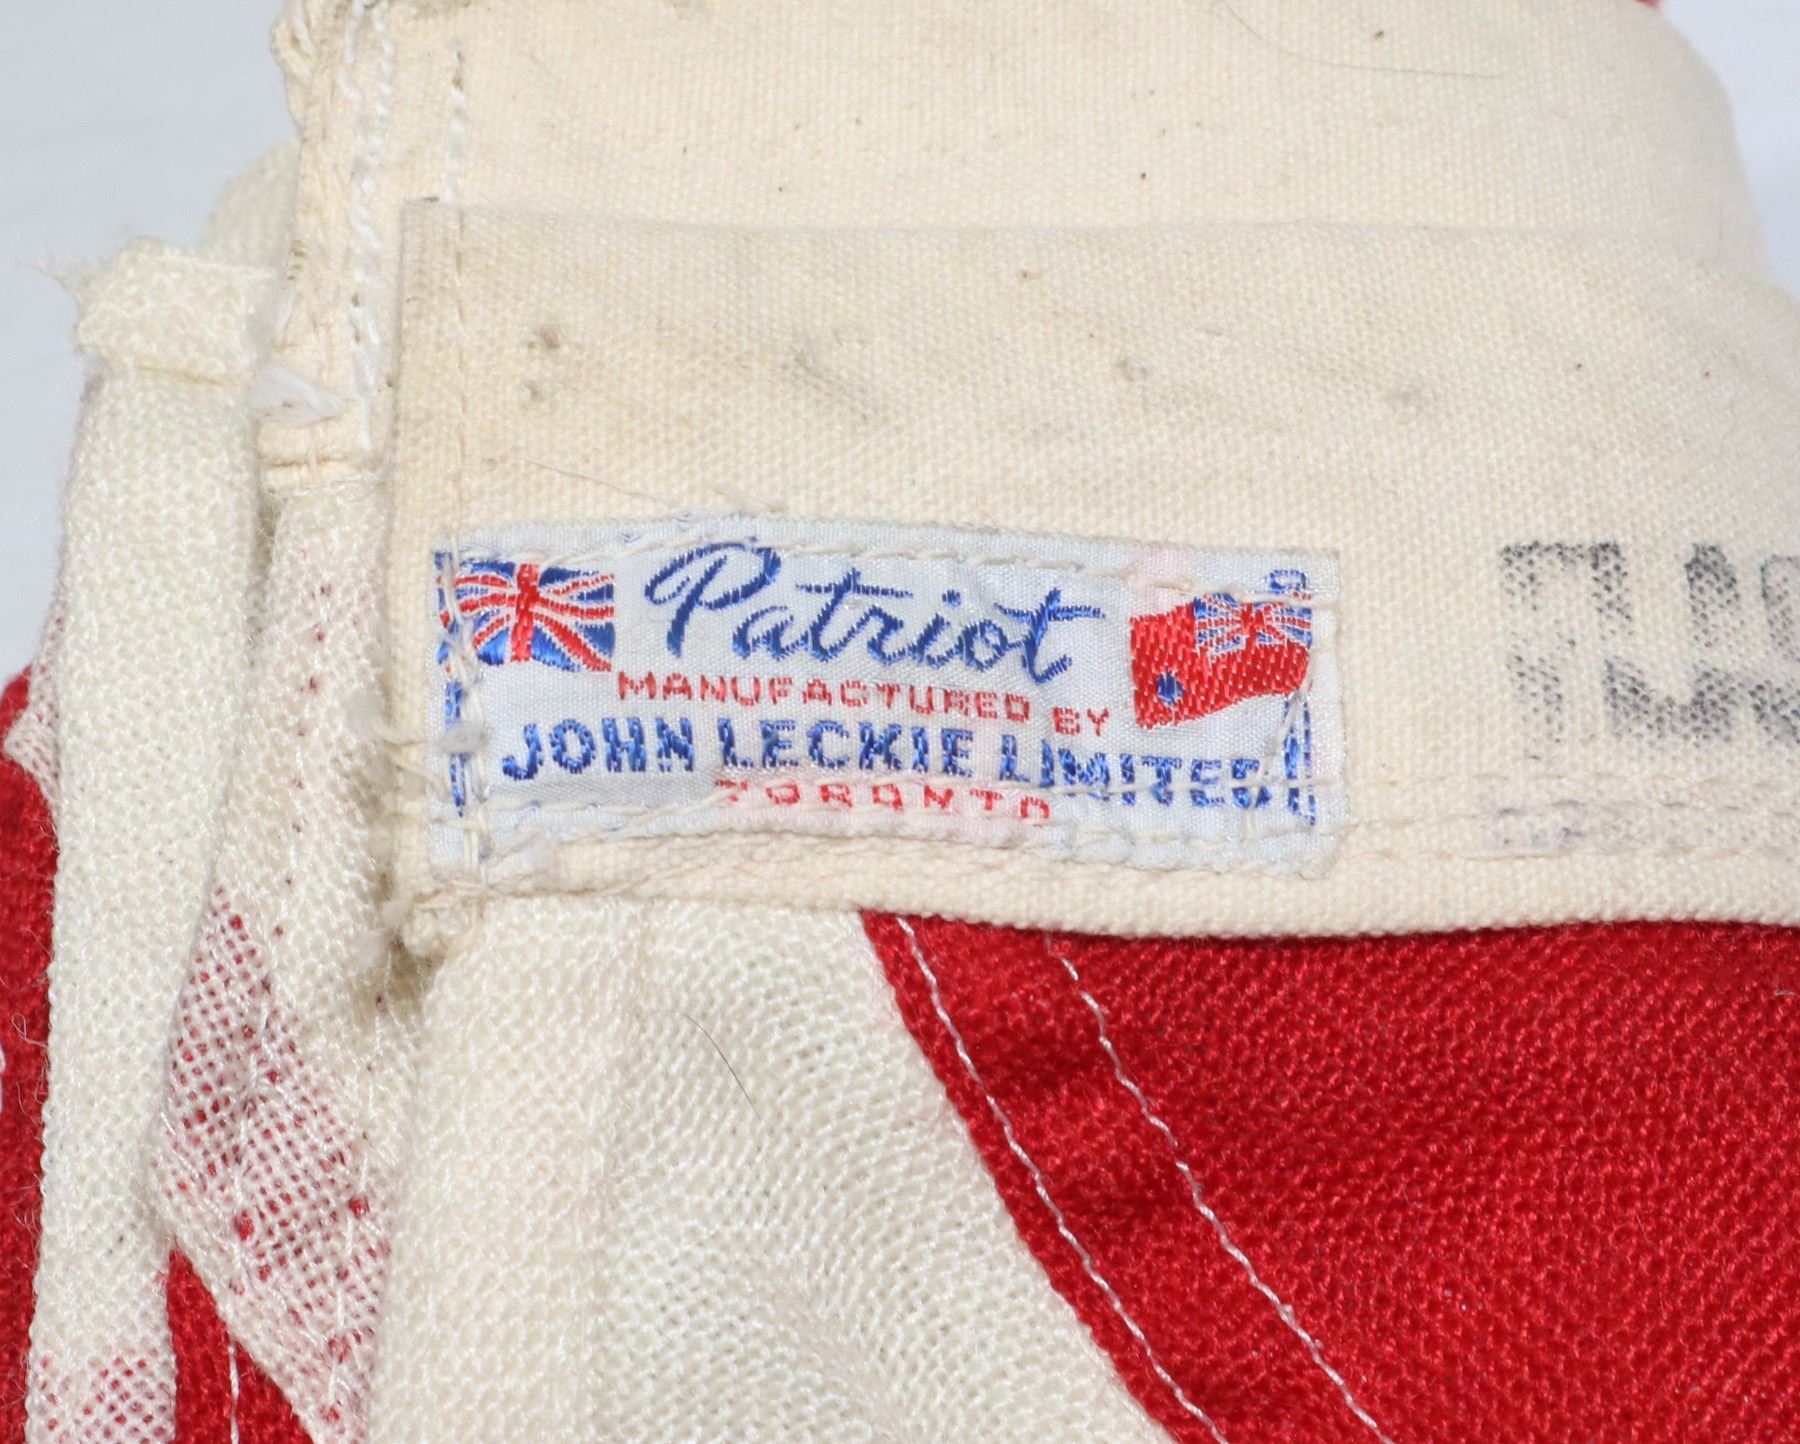 Patriot
MANUFACTURED BY
JOHN LECKIE LIMITED
TORONTO